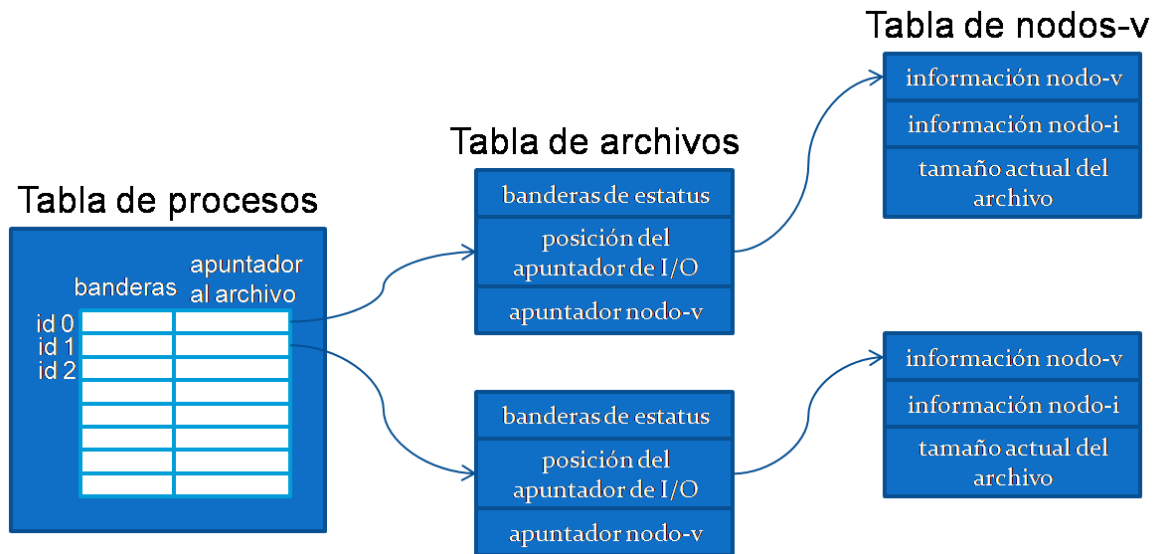 Tabla de procesos
banderas
apuntador
al archivo
id 0
id 1
id 2
Tabla de archivos
banderas de estatus
posición del
apuntador de I/O
apuntador nodo-v
banderas de estatus
posición del
apuntador de I/O
apuntador nodo-v
Tabla de nodos-v
información nodo-v
información nodo-i
tamaño actual del
archivo
información nodo-v
información nodo-i
tamaño actual del
archivo